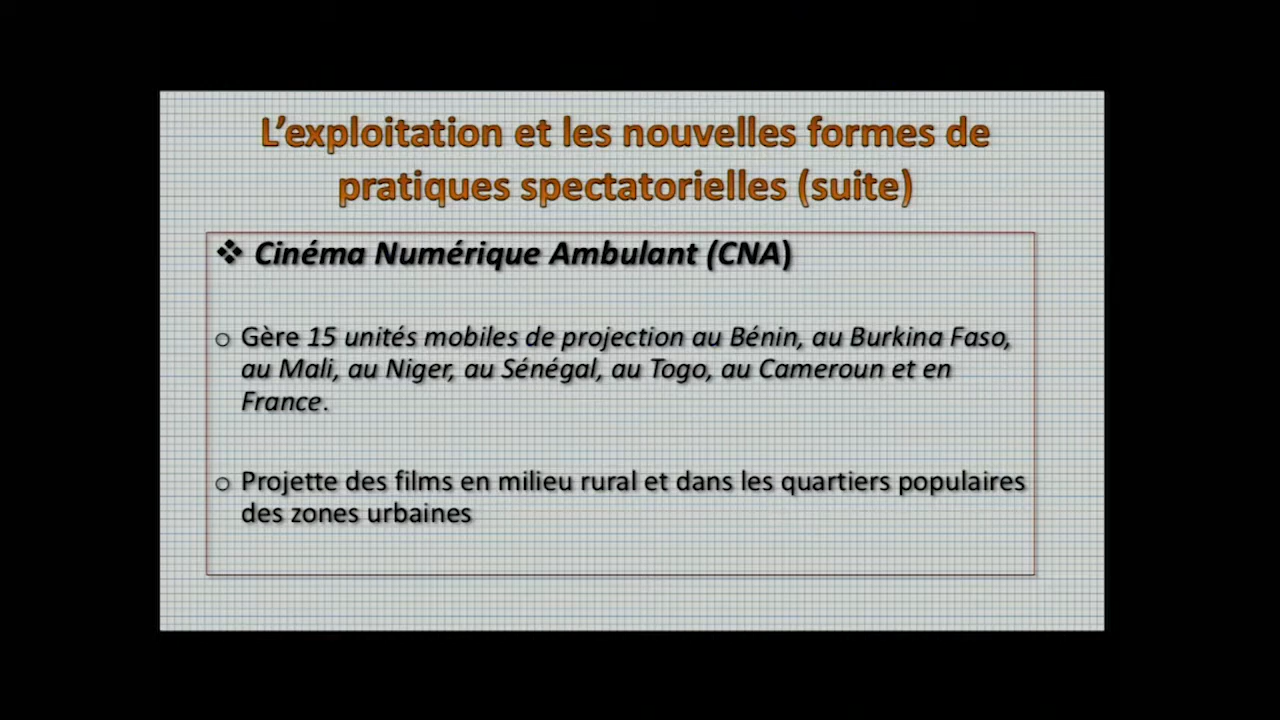 L’exploitation et les nouvelles formes de
pratiques spectatorielles (suite)
❖ Cinéma Numérique Ambulant (CNA)
o Gère 15 unités mobiles de projection au Bénin, au Burkina Faso,
au Mali, au Niger, au Sénégal, au Togo, au Cameroun et en
France.
o Projette des films en milieu rural et dans les quartiers populaires
des zones urbaines